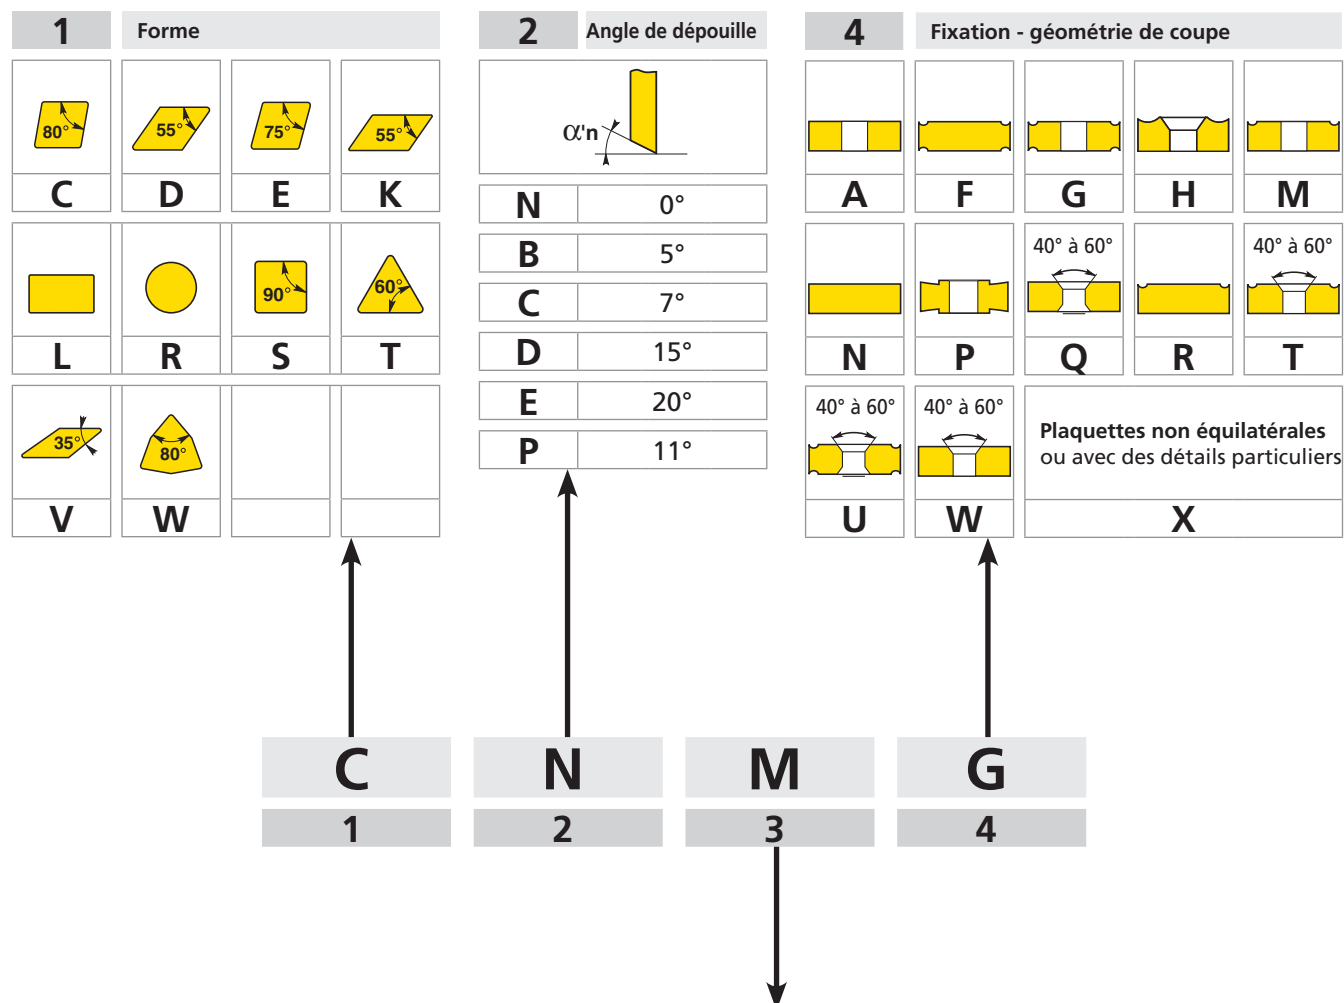 1 Forme
80° 55° 75° 55°
C D E K
90° 60°
L R S T
35° 80°
V W
2 Angle de dépouille
α'n
N 0°
B 5°
C 7°
D 15°
E 20°
P 11°
4 Fixation - géométrie de coupe
A F G H M
40° à 60° 40° à 60°
N P Q R T
40° à 60° 40° à 60°
Plaquettes non équilatérales
ou avec des détails particuliers
U W X
C N M G
1 2 3 4